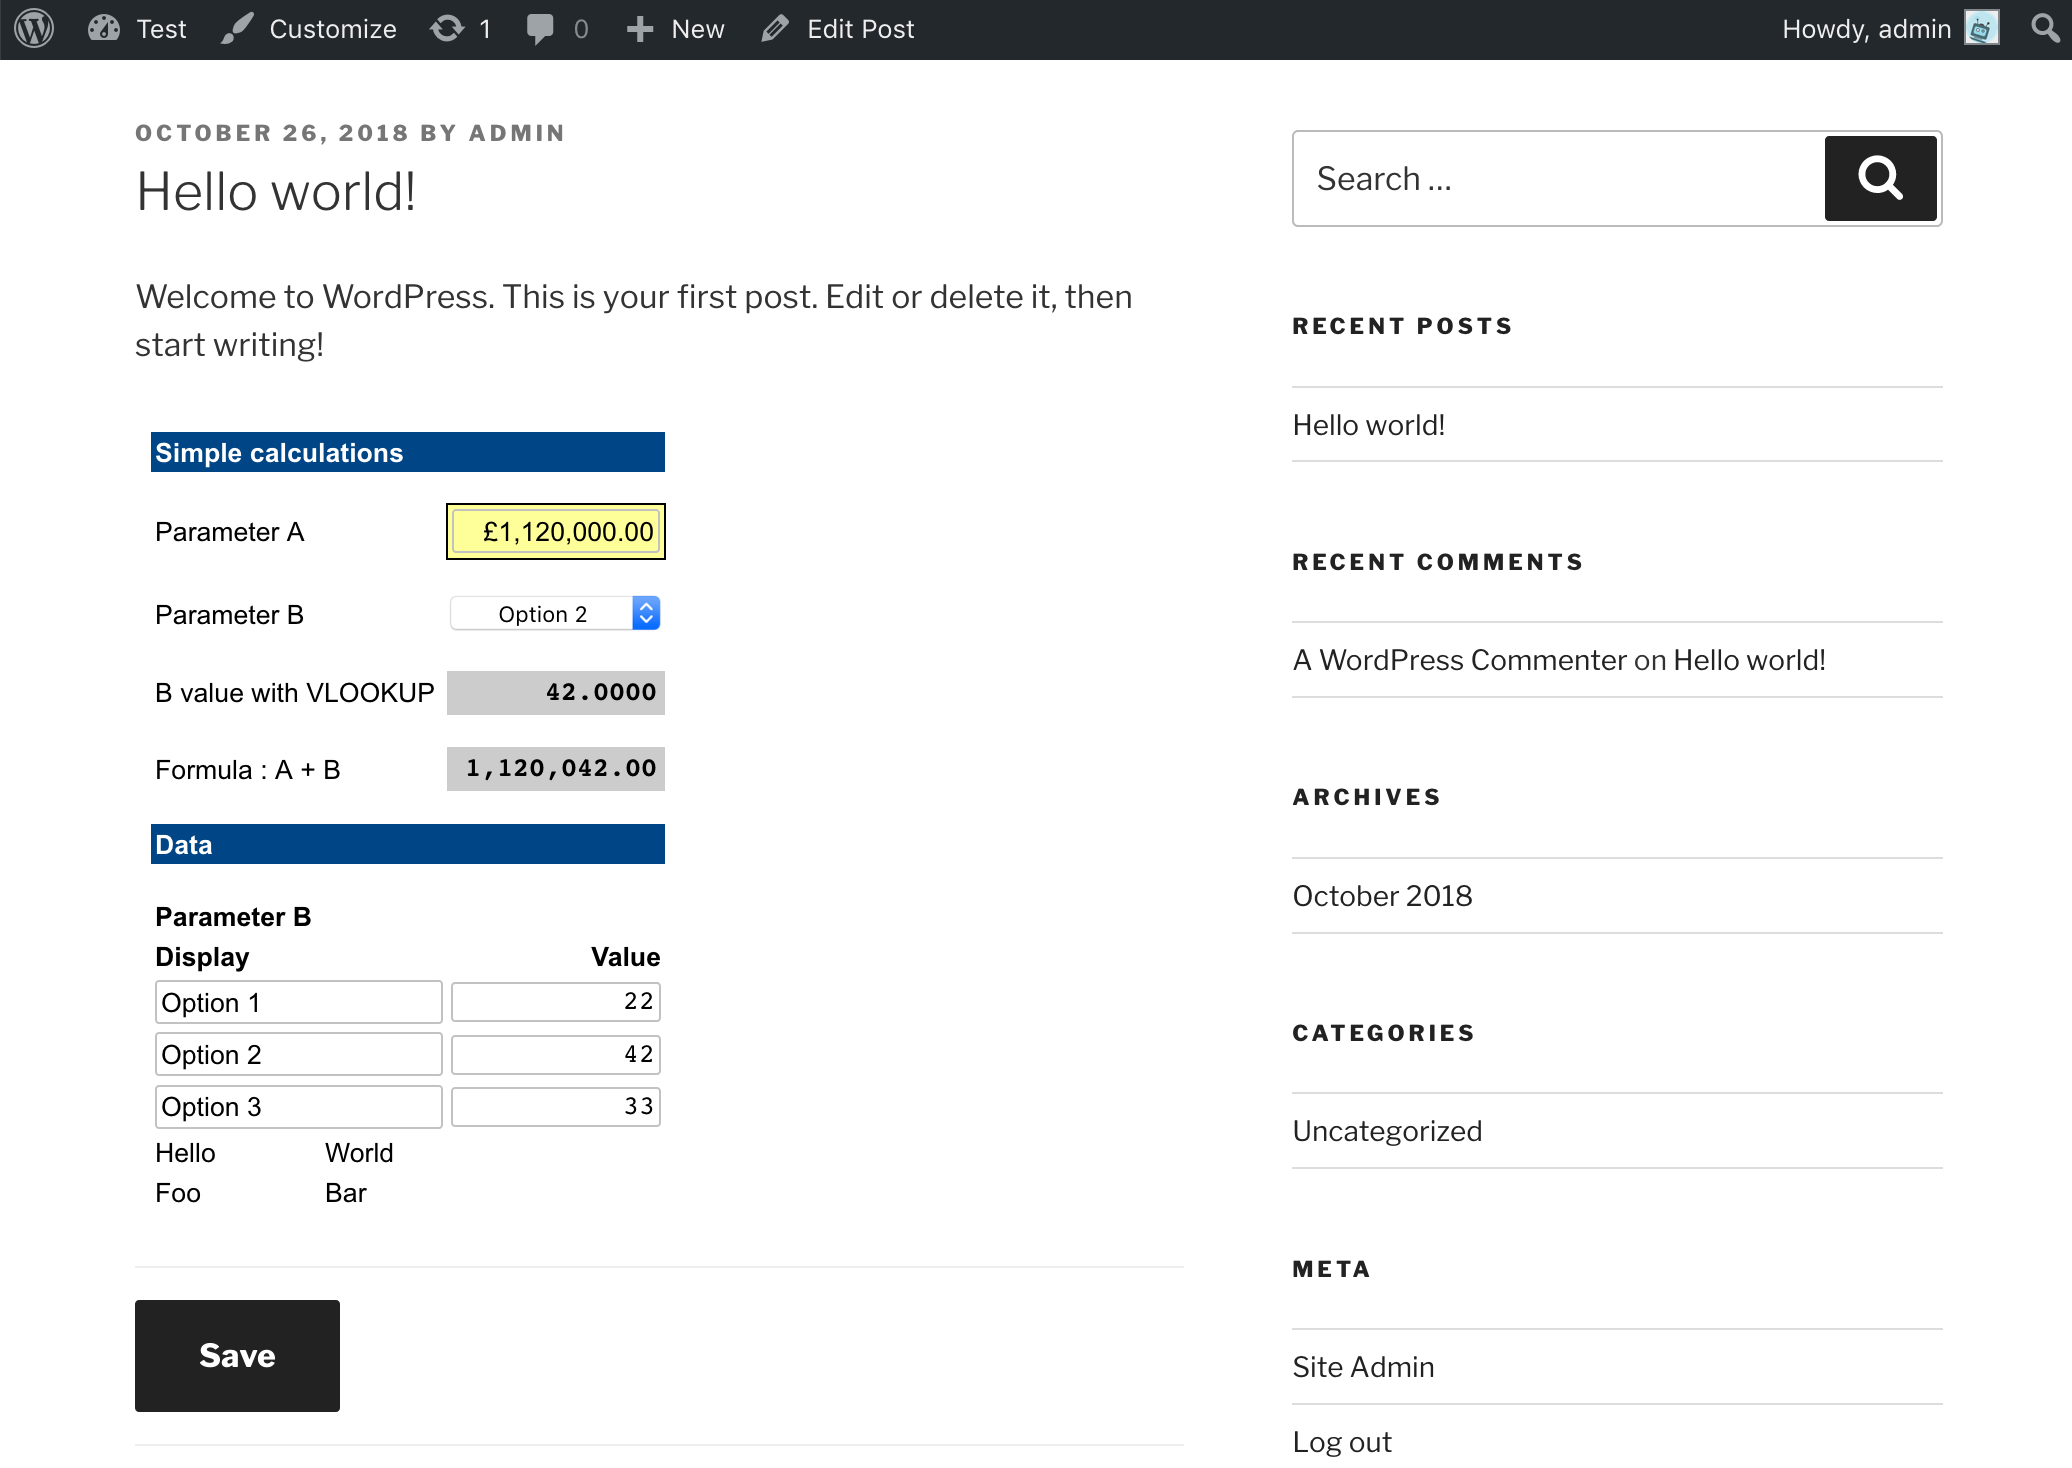 Test Customize 1 0 New Edit Post Howdy, admin
OCTOBER 26, 2018 BY ADMIN
Hello world!
Welcome to WordPress. This is your first post. Edit or delete it, then
start writing!
Simple calculations
Parameter A £1,120,000.00
Parameter B Option 2
B value with VLOOKUP 42.0000
Formula : A + B 1,120,042.00
Data
Parameter B
Display Value
Option 1 22
Option 2 42
Option 3 33
Hello World
Foo Bar
Save
Search ...
RECENT POSTS
Hello world!
RECENT COMMENTS
A WordPress Commenter on Hello world!
ARCHIVES
October 2018
CATEGORIES
Uncategorized
META
Site Admin
Log out